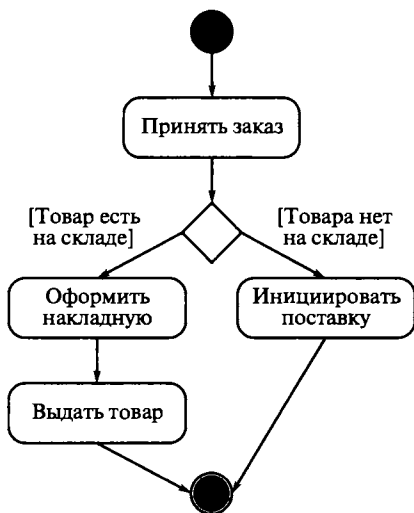 Принять заказ
[Товар есть
на складе]
[Товара нет
на складе]
Оформить
накладную
Инициировать
поставку
Выдать товар